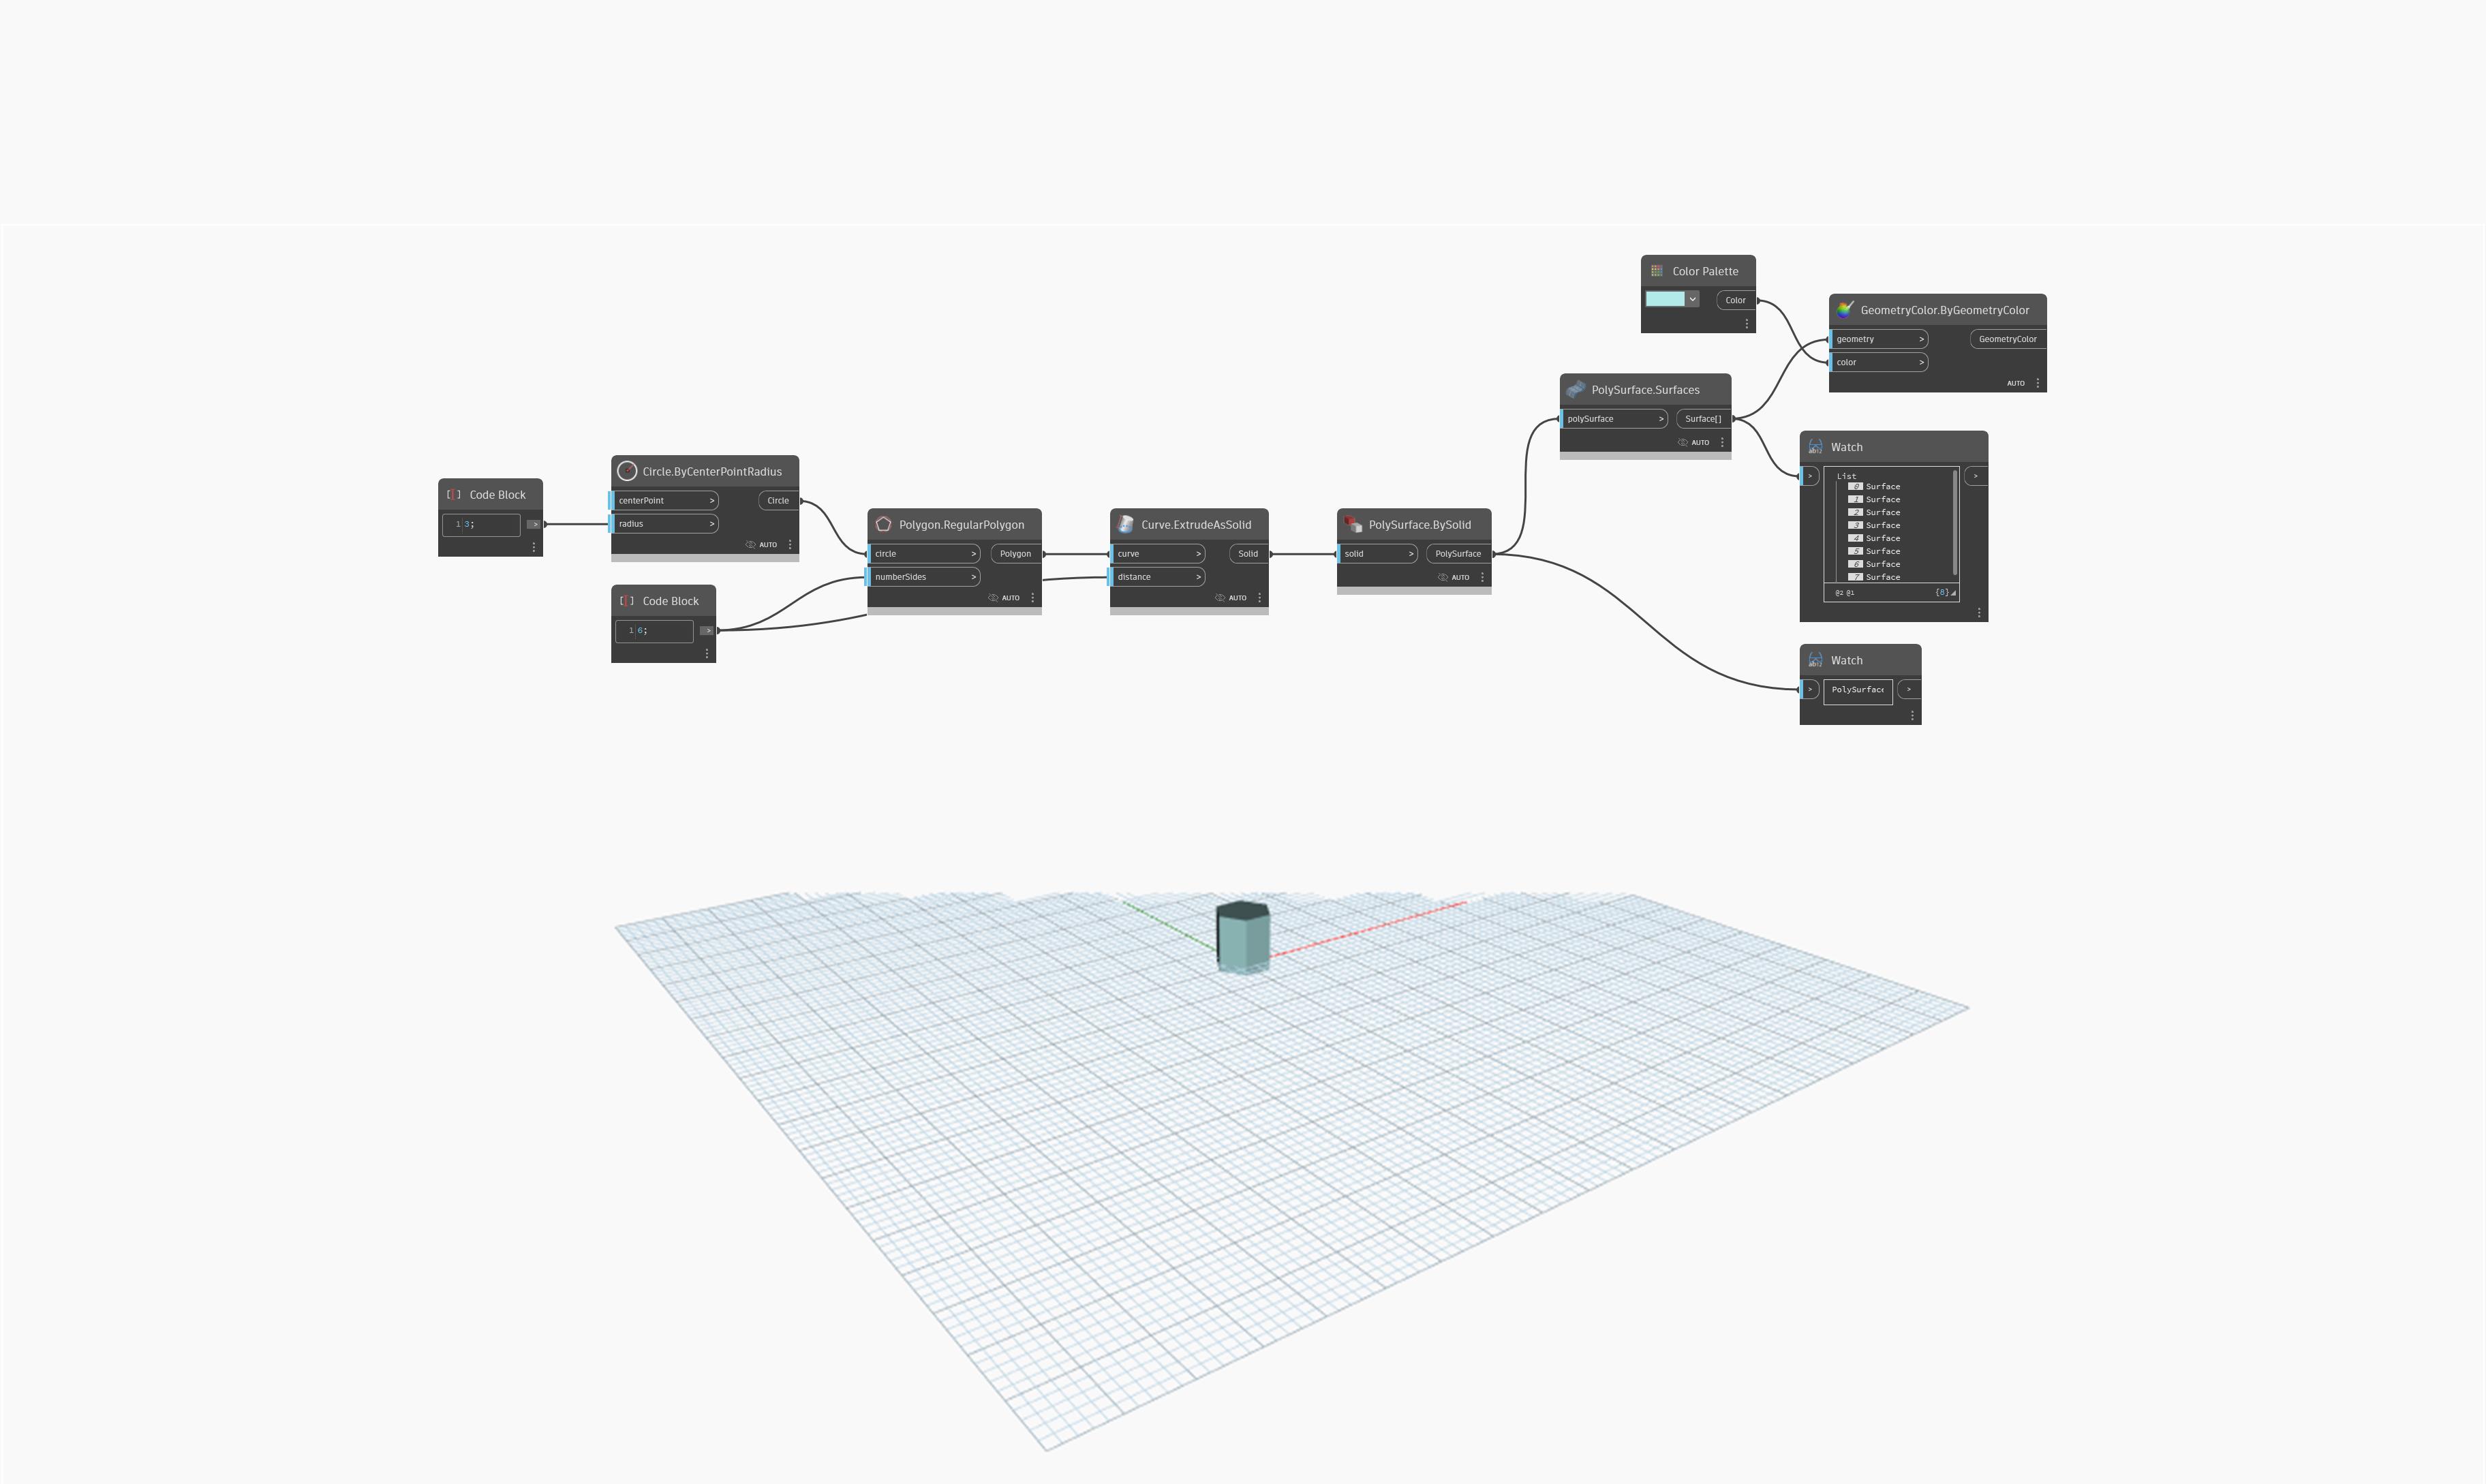 Color Palette
Color
GeometryColor.ByGeometryColor
geometry >
GeometryColor
color >
AUTO
PolySurface.Surfaces
polySurface >
Surface[]
AUTO
Watch
>
List
0 Surface
1 Surface
2 Surface
3 Surface
4 Surface
5 Surface
6 Surface
7 Surface
@2 @1
{8}
>
Code Block
1 3;
>
Circle.ByCenterPointRadius
centerPoint >
Circle
radius >
AUTO
Polygon.RegularPolygon
circle >
Polygon
numberSides >
AUTO
Curve.ExtrudeAsSolid
curve >
Solid
distance >
AUTO
PolySurface.BySolid
solid >
PolySurface
AUTO
Code Block
1 6;
>
Watch
>
PolySurface
>